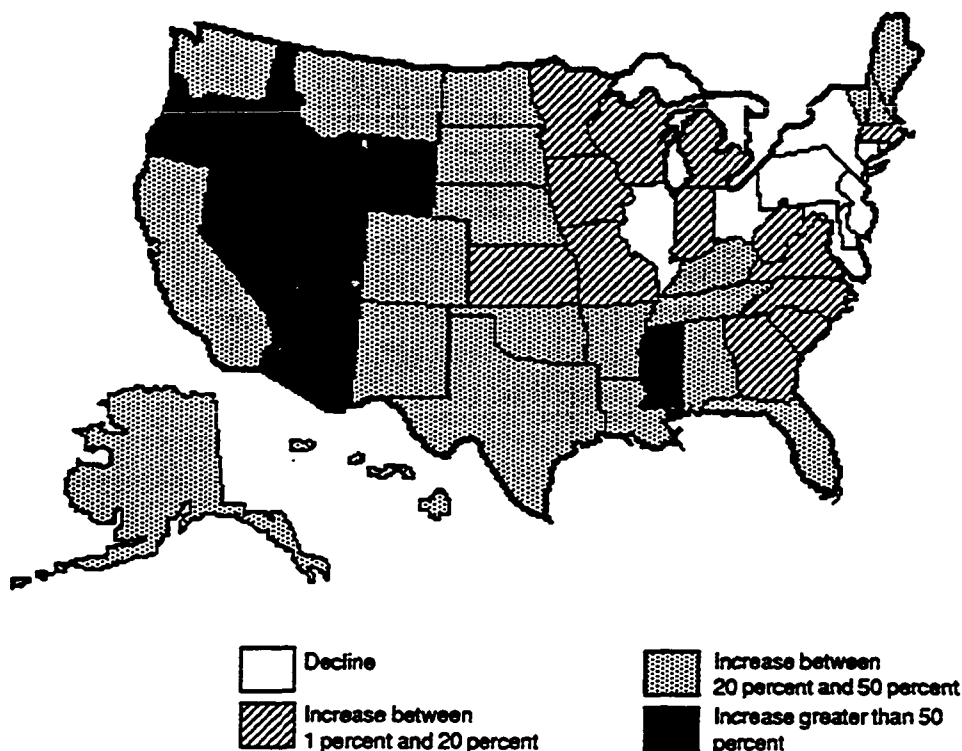 Decline
Increase between
1 percent and 20 percent
Increase between
20 percent and 50 percent
Increase greater than 50
percent